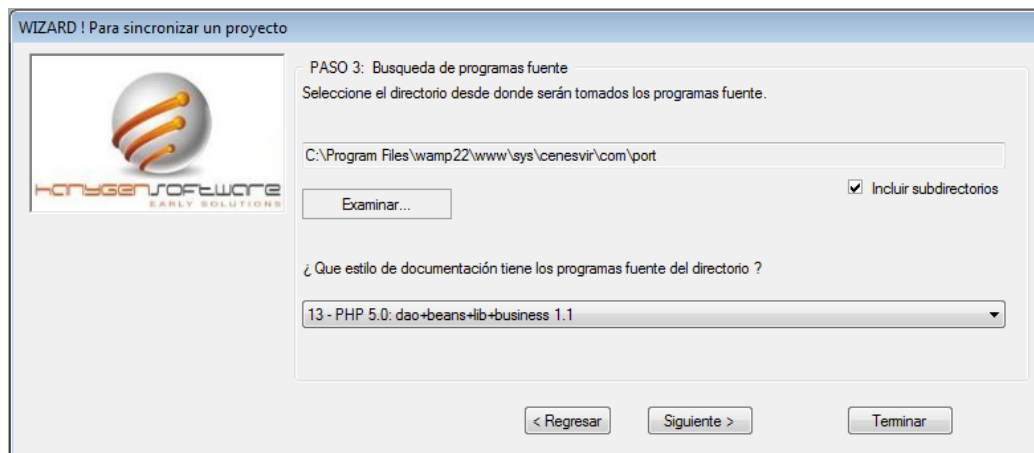 WIZARD ! Para sincronizar un proyecto
PASO 3: Busqueda de programas fuente
Seleccione el directorio desde donde serán tomados los programas fuente.
C:\Program Files\wamp22\www\sys\cenesvir\com\port
HANYGEN SOFTWARE
EARLY SOLUTIONS
Incluir subdirectorios
Examinar...
¿ Que estilo de documentación tiene los programas fuente del directorio ?
13 - PHP 5.0: dao+beans+lib+business 1.1
< Regresar
Siguiente >
Terminar